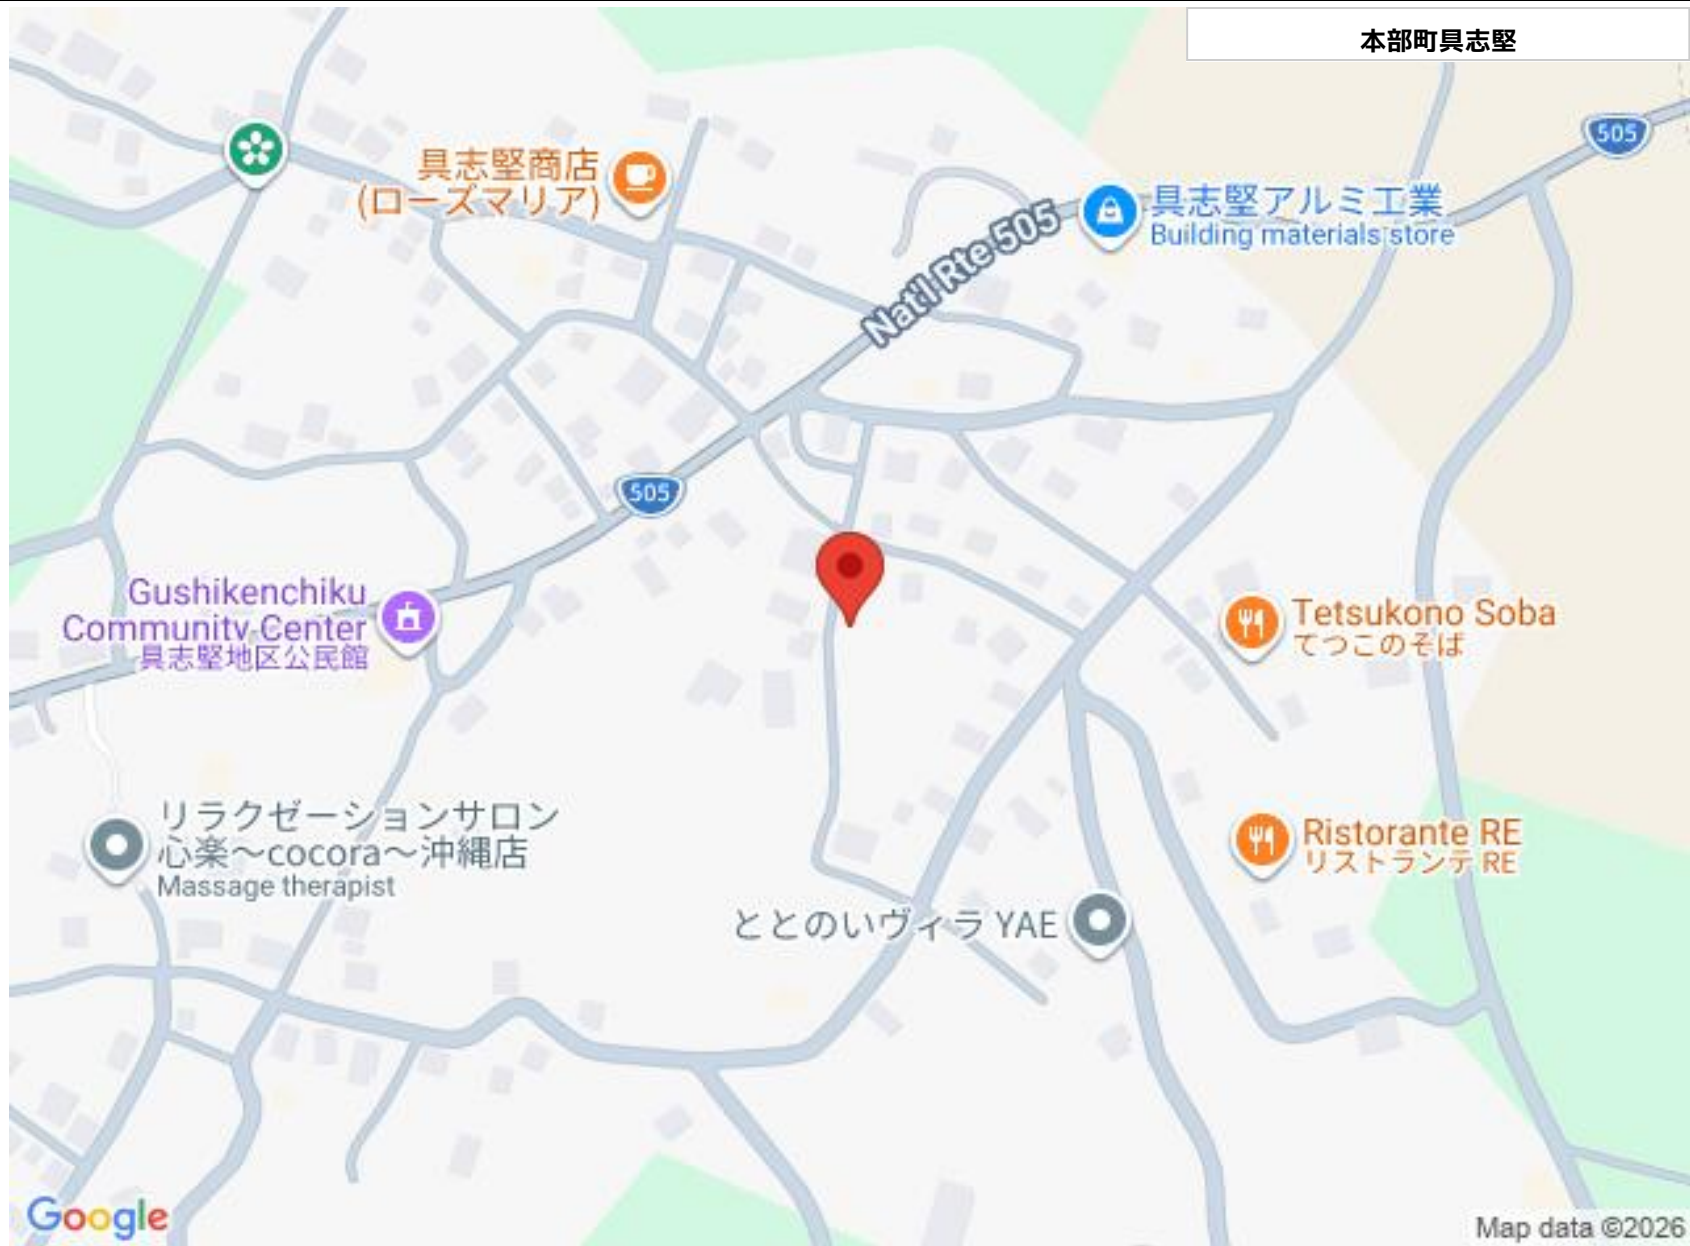 本部町具志堅
505
具志堅商店
(ローズマリア)
具志堅アルミ工業
Building materials store
Nat'l Rte 505
505
Gushikenchiku
Community Center
具志堅地区公民館
Tetsukono Soba
てつこのそば
リラクゼーションサロン
心楽～cocora～沖縄店
Massage therapist
Ristorante RE
リストランテ RE
ととのいヴィラ YAE
Google
Map data ©2026